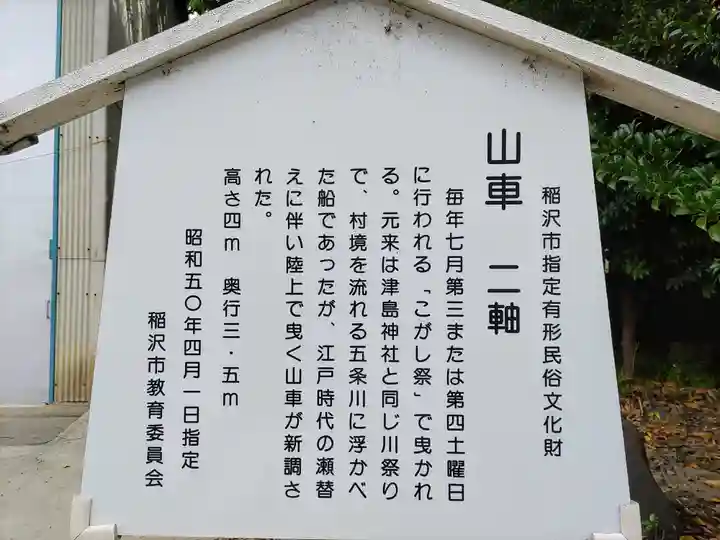 稲沢市指定有形民俗文化財
山車 二軸
毎年七月第三または第四土曜日
に行われる「こがし祭」で曳かれ
る。元来は津島神社と同じ川祭り
で、村境を流れる五条川に浮かべ
た船であったが、江戸時代の瀬替
えに伴い陸上で曳く山車が新調さ
れた。
高さ四m 奥行三・五m
昭和五〇年四月一日指定
稲沢市教育委員会